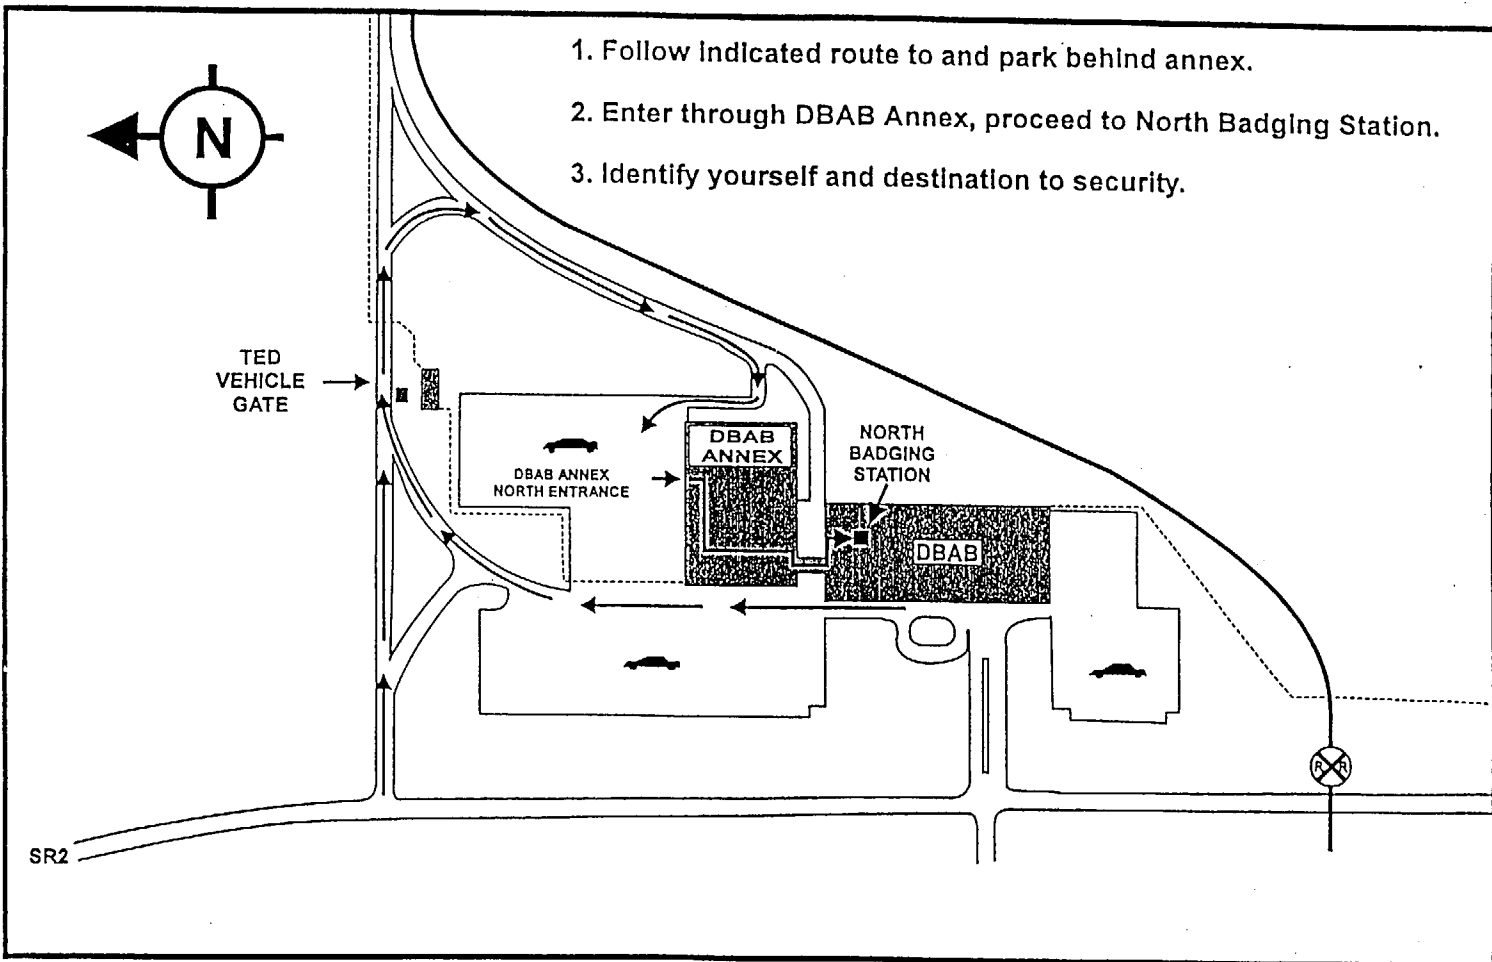 1. Follow indicated route to and park behind annex.
2. Enter through DBAB Annex, proceed to North Badging Station.
3. Identify yourself and destination to security.
N
TED
VEHICLE
GATE
DBAB
ANNEX
DBAB ANNEX
NORTH ENTRANCE
NORTH
BADGING
STATION
DBAB
R R
SR2